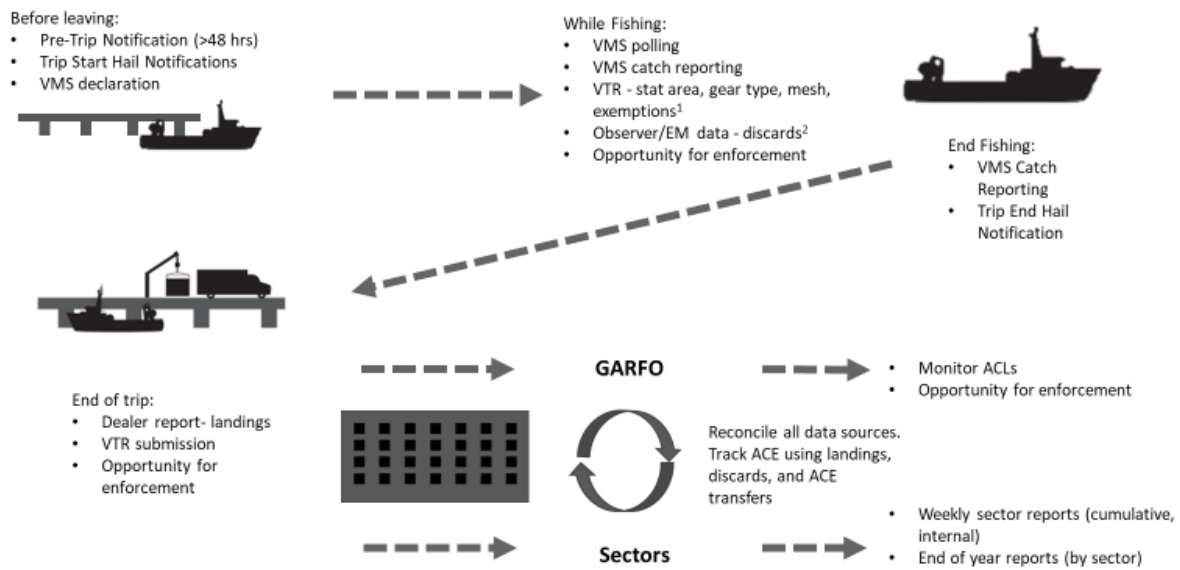 Before leaving:
• Pre-Trip Notification (>48 hrs)
• Trip Start Hail Notifications
• VMS declaration
While Fishing:
• VMS polling
• VMS catch reporting
• VTR - stat area, gear type, mesh,
exemptions¹
• Observer/EM data - discards²
• Opportunity for enforcement
End Fishing:
• VMS Catch
Reporting
• Trip End Hail
Notification
End of trip:
• Dealer report- landings
• VTR submission
• Opportunity for
enforcement
GARFO
• Monitor ACLs
• Opportunity for enforcement
Reconcile all data sources.
Track ACE using landings,
discards, and ACE
transfers
Sectors
• Weekly sector reports (cumulative,
internal)
• End of year reports (by sector)